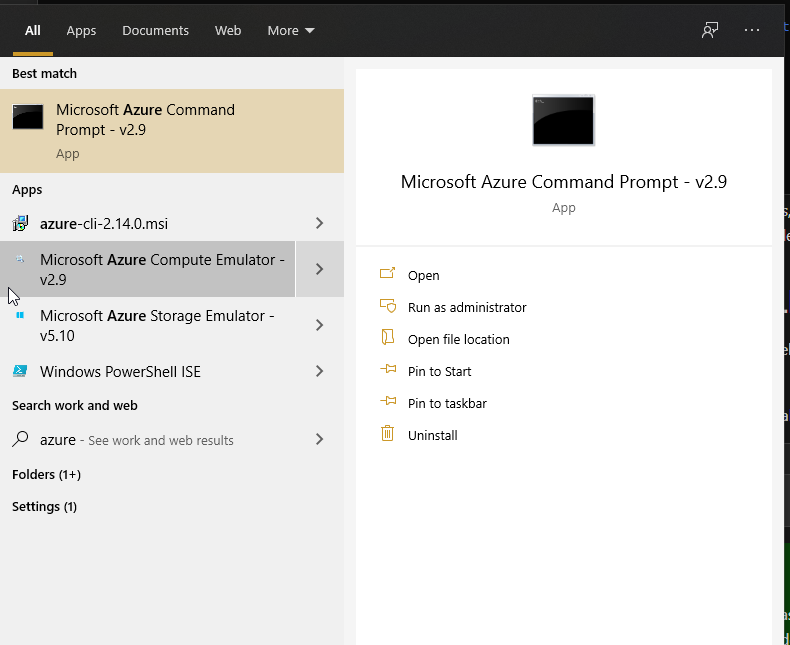 All Apps Documents Web More
Best match
Microsoft Azure Command
Prompt - v2.9
App
Apps
azure-cli-2.14.0.msi
Microsoft Azure Compute Emulator -
v2.9
Microsoft Azure Storage Emulator -
v5.10
Windows PowerShell ISE
Search work and web
azure - See work and web results
Folders (1+)
Settings (1)
Microsoft Azure Command Prompt - v2.9
App
Open
Run as administrator
Open file location
Pin to Start
Pin to taskbar
Uninstall